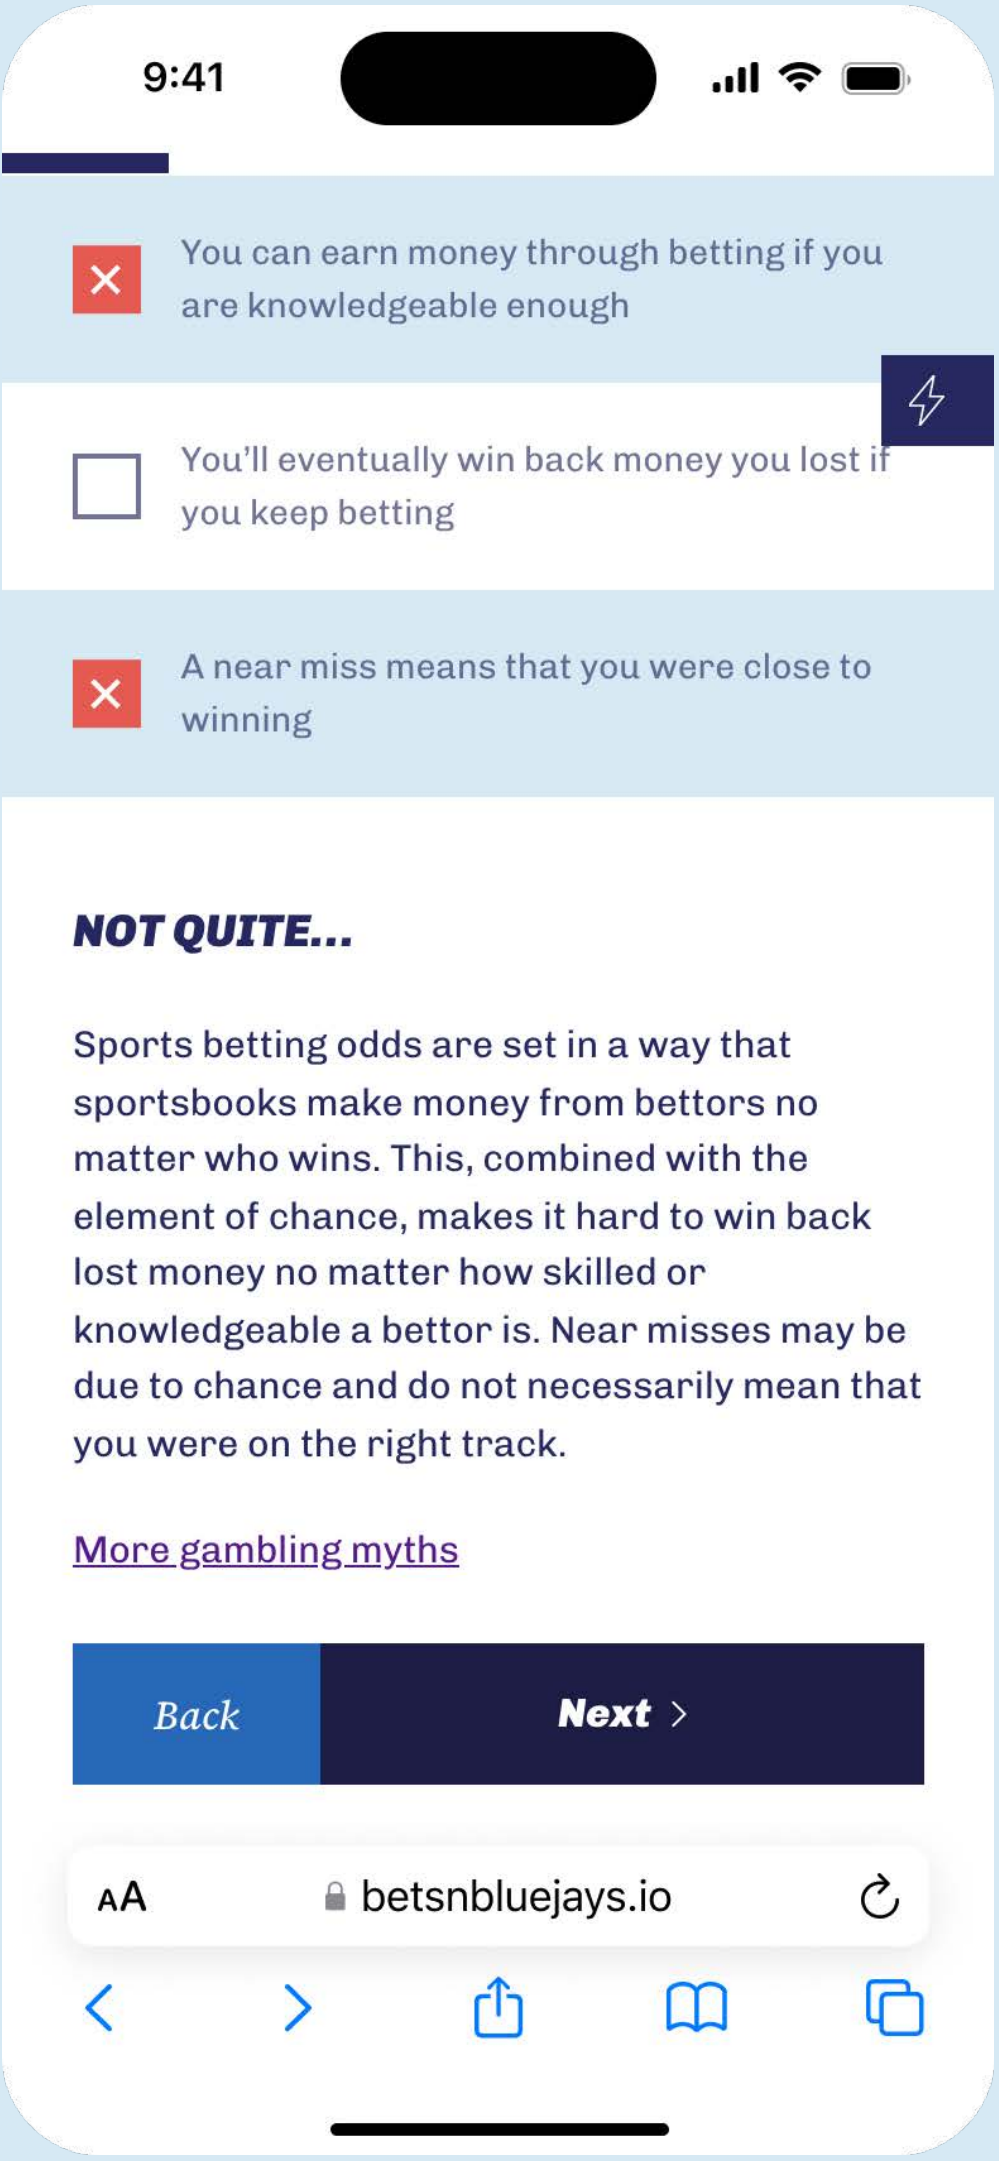 9:41
You can earn money through betting if you
are knowledgeable enough
You'll eventually win back money you lost if
you keep betting
A near miss means that you were close to
winning
NOT QUITE...
Sports betting odds are set in a way that
sportsbooks make money from bettors no
matter who wins. This, combined with the
element of chance, makes it hard to win back
lost money no matter how skilled or
knowledgeable a bettor is. Near misses may be
due to chance and do not necessarily mean that
you were on the right track.
More gambling myths
Back
Next >
AA
betsnbluejays.io